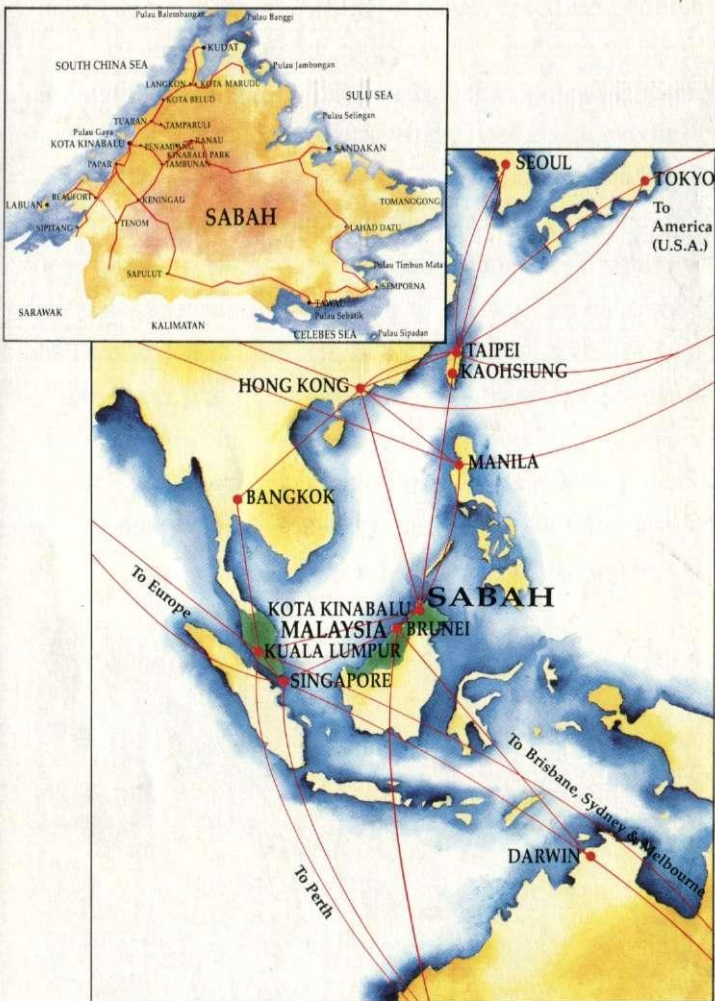 Pulau Balembangan
Pulau Banggi
KUDAT
SOUTH CHINA SEA
Pulau Jambongan
LANGKON
KOTA MARUDU
KOTA BELUD
SULU SEA
TUARAN
TAMPARULI
Pulau Selingan
Pulau Gaya
KOTA KINABALU
PENAMPANG
RANAU
KINABALU PARK
SANDAKAN
PAPAR
TAMBUNAN
LABUAN
BEAUFORT
KENINGAU
SABAH
TOMANOGONG
SIPITANG
TENOM
LAHAD DATU
SAPULUT
Pulau Timbun Mata
SEMPORNA
TAWAU
Pulau Sebatik
SARAWAK
KALIMATAN
CELEBES SEA
Pulau Sipadan
SEOUL
TOKYO
To
America
(U.S.A.)
TAIPEI
KAOHSIUNG
HONG KONG
MANILA
BANGKOK
To Europe
SABAH
KOTA KINABALU
MALAYSIA
BRUNEI
KUALA LUMPUR
SINGAPORE
To Brisbane, Sydney & Melbourne
DARWIN
To Perth